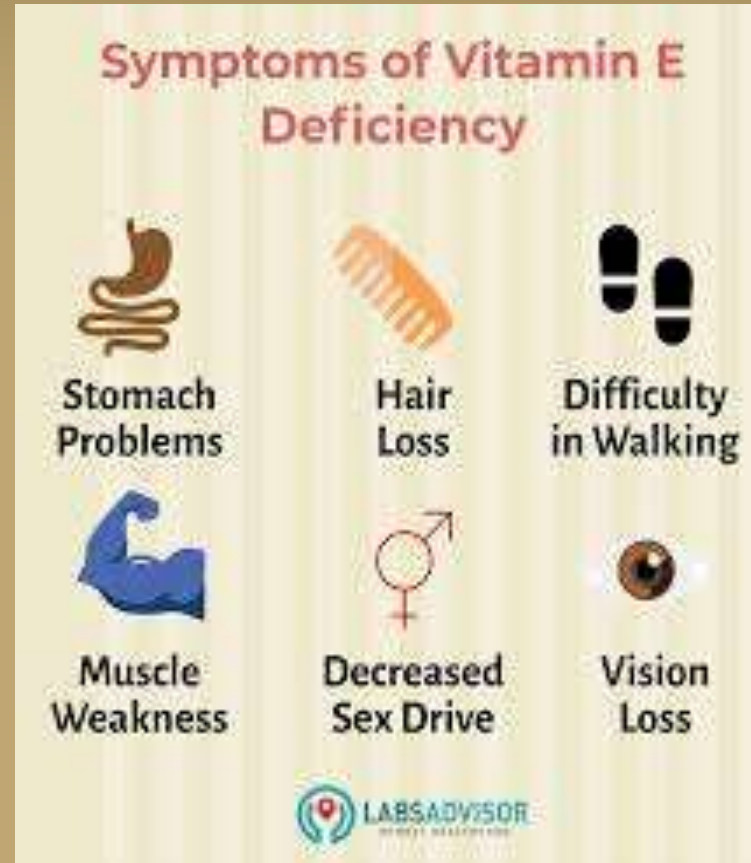 Symptoms of Vitamin E
Deficiency
Stomach
Problems
Hair
Loss
Difficulty
in Walking
Muscle
Weakness
Decreased
Sex Drive
Vision
Loss
LABSADVISOR